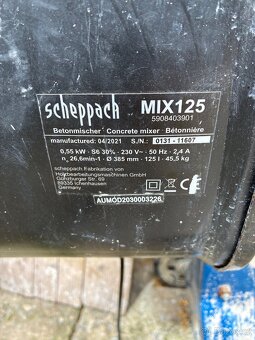 scheppach MIX125
5908403901
Betonmischer / Concrete mixer / Bétonnière
manufactured: 04/2021 S.N.: 0131 - 11607
0,55 kW - S6 30% - 230 V~ 50 Hz - 2,4 A
n₀ 26,6min-1 - Ø 385 mm - 125 l - 45,5 kg
scheppach Fabrikation von
Holzbearbeitungsmaschinen GmbH
Günzburger Str. 69
89335 Ichenhausen
Germany
AUMOD2030003226